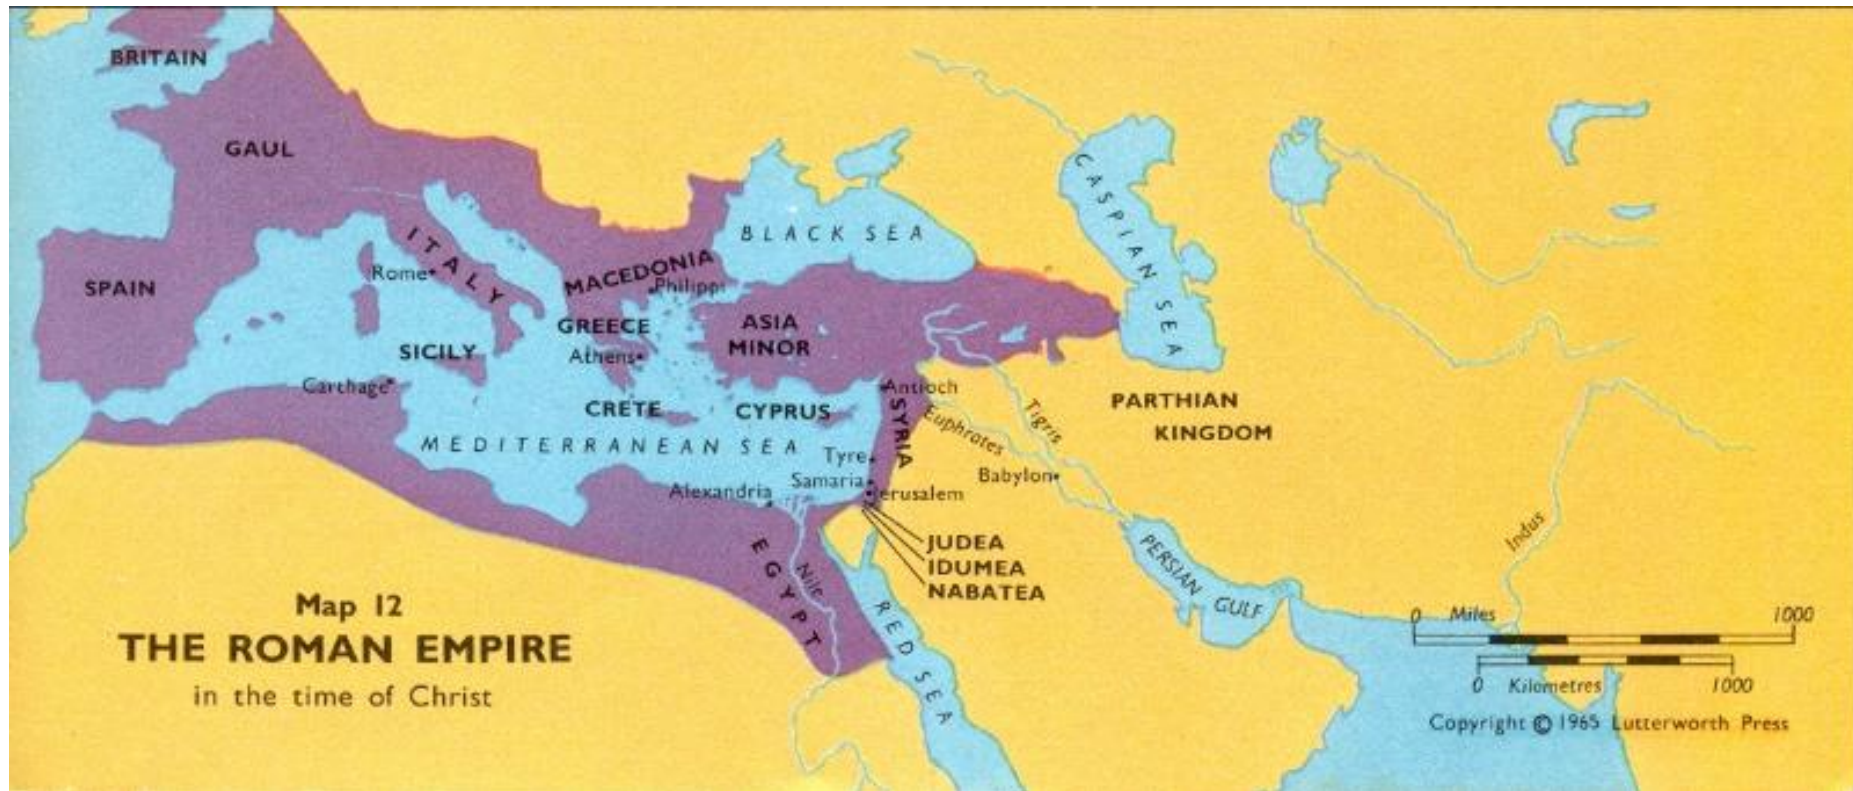 BRITAIN
GAUL
SPAIN
ITALY
Rome
BLACK SEA
CASPIAN SEA
MACEDONIA
Philippi
GREECE
Athens
ASIA
MINOR
SICILY
Carthage
CRETE
CYPRUS
Antioch
SYRIA
MEDITERRANEAN SEA
Euphrates
Tigris
PARTHIAN
KINGDOM
Tyre
Samaria
Jerusalem
Babylon
Alexandria
JUDEA
IDUMEA
NABATEA
EGYPT
Nile
RED SEA
PERSIAN GULF
Indus
Map 12
THE ROMAN EMPIRE
in the time of Christ
0 Miles 1000
0 Kilometres 1000
Copyright © 1965 Lutterworth Press